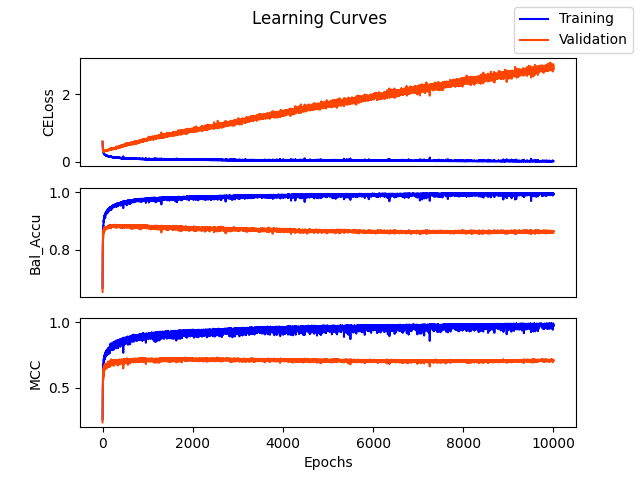 Learning Curves
Training
Validation
CELoss
2
0
Bal_Accu
1.0
0.8
MCC
1.0
0.5
0 2000 4000 6000 8000 10000
Epochs